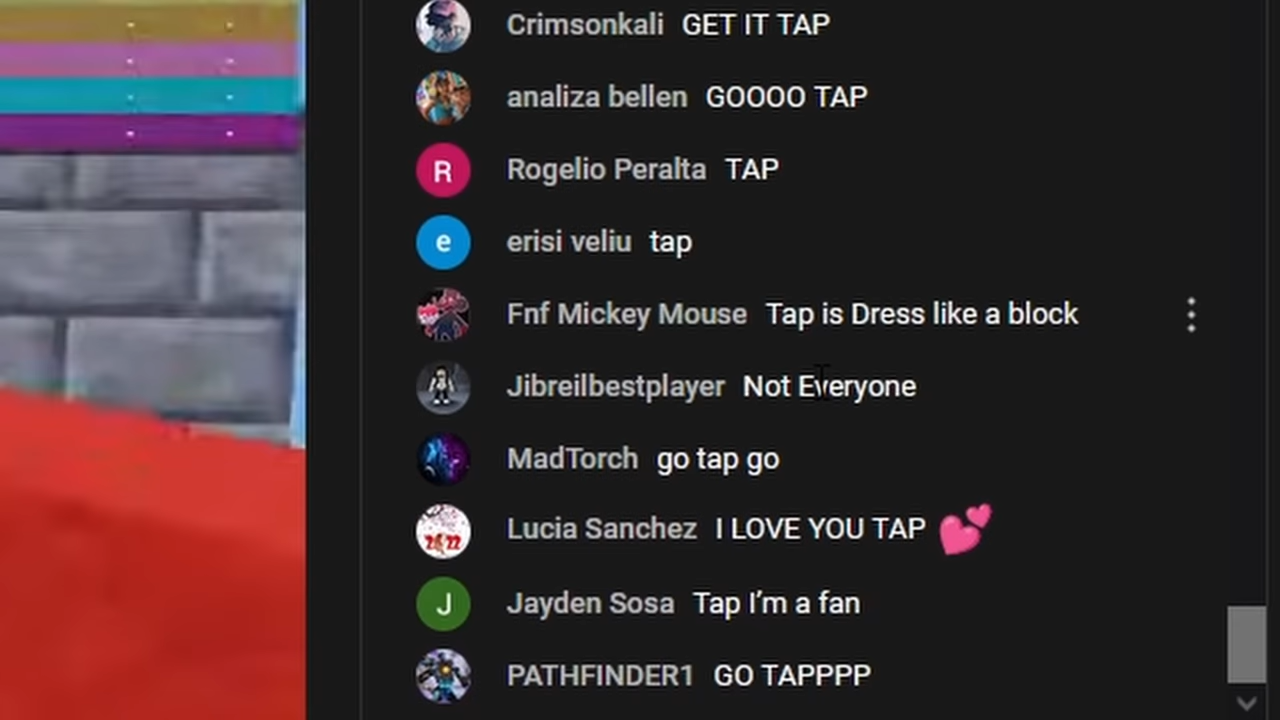 Crimsonkali GET IT TAP
analiza bellen GOOOO TAP
R Rogelio Peralta TAP
e erisi veliu tap
Fnf Mickey Mouse Tap is Dress like a block
Jibreilbestplayer Not Everyone
MadTorch go tap go
2022 Lucia Sanchez I LOVE YOU TAP 💕
J Jayden Sosa Tap I’m a fan
PATHFINDER1 GO TAPPPP